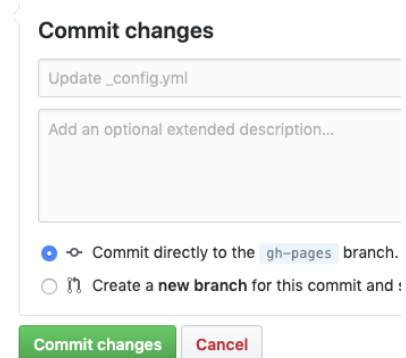 Commit changes
Update _config.yml
Add an optional extended description...
Commit directly to the gh-pages branch.
Create a new branch for this commit and
Commit changes Cancel